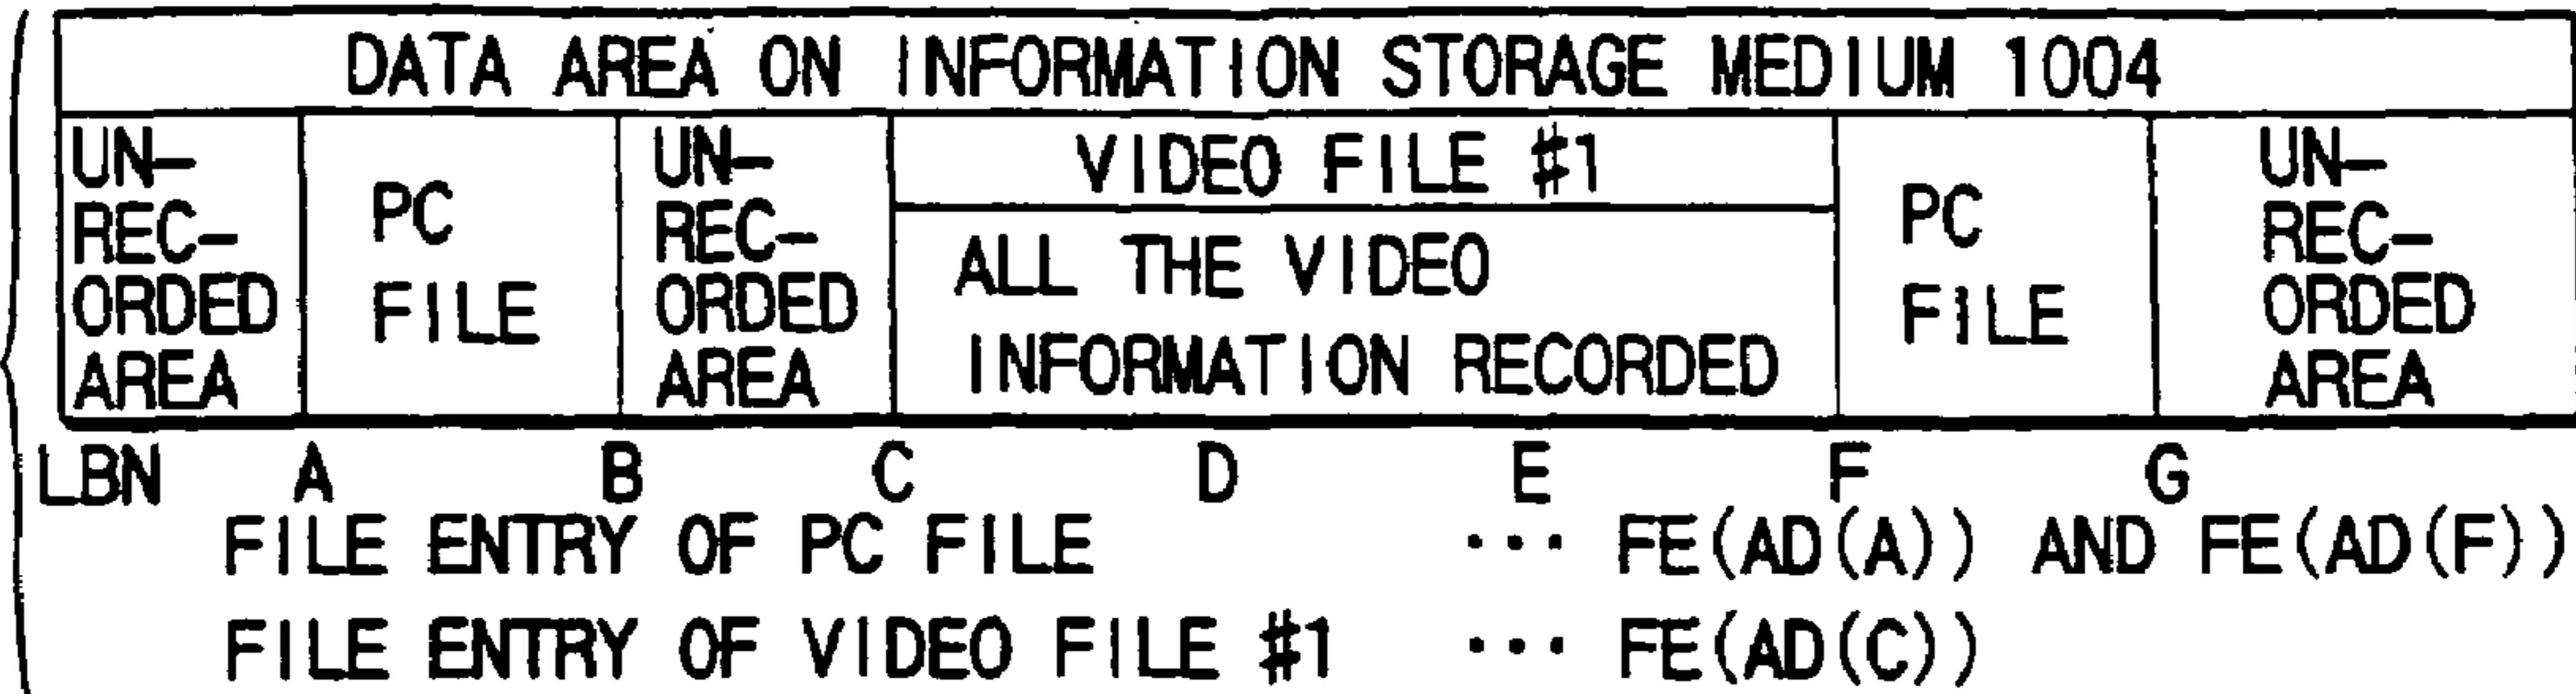 DATA AREA ON INFORMATION STORAGE MEDIUM 1004
UN-
REC-
ORDED
AREA
PC
FILE
UN-
REC-
ORDED
AREA
VIDEO FILE #1
ALL THE VIDEO
INFORMATION RECORDED
PC
FILE
UN-
REC-
ORDED
AREA
LBN A B C D E F G
FILE ENTRY OF PC FILE ··· FE(AD(A)) AND FE(AD(F))
FILE ENTRY OF VIDEO FILE #1 ··· FE(AD(C))